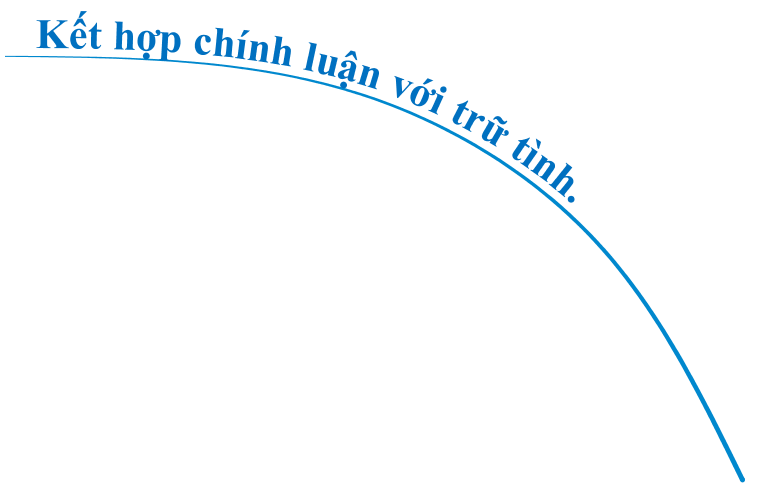 Kết hợp chính luận với trữ tình.